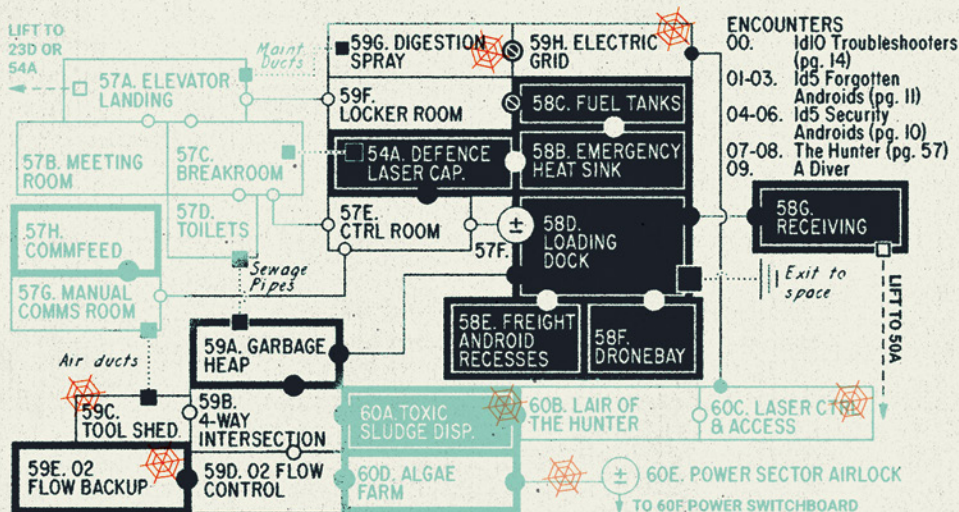 LIFT TO
23D OR
54A
Maint
Ducts
57A. ELEVATOR
LANDING
57B. MEETING
ROOM
57C.
BREAKROOM
57D.
TOILETS
57H.
COMMFEED
57G. MANUAL
COMMS ROOM
Air ducts
Sewage
Pipes
59G. DIGESTION
SPRAY
59H. ELECTRIC
GRID
59F.
LOCKER ROOM
58C. FUEL TANKS
54A. DEFENCE
LASER CAP.
58B. EMERGENCY
HEAT SINK
57E.
CTRL ROOM
±
57F.
58D.
LOADING
DOCK
58E. FREIGHT
ANDROID
RECESSES
58F.
DRONEBAY
ENCOUNTERS
00. 1d10 Troubleshooters
(pg. 14)
01-03. 1d5 Forgotten
Androids (pg. 11)
04-06. 1d5 Security
Androids (pg. 10)
07-08. The Hunter (pg. 57)
09. A Diver
58G.
RECEIVING
Exit to
space
LIFT TO 50A
59A. GARBAGE
HEAP
59C.
TOOL SHED.
59B.
4-WAY
INTERSECTION
59E. O2
FLOW BACKUP
59D. O2 FLOW
CONTROL
60A. TOXIC
SLUDGE DISP.
60B. LAIR OF
THE HUNTER
60C. LASER CTRL
& ACCESS
60D. ALGAE
FARM
±
60E. POWER SECTOR AIRLOCK
TO 60F. POWER SWITCHBOARD